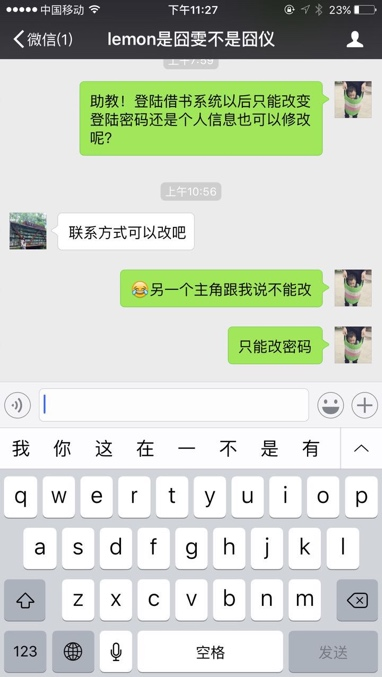 中国移动 下午11:27 23%
微信(1) lemon是囧雯不是囧仪
上午7:59
助教！登陆借书系统以后只能改变
登陆密码还是个人信息也可以修改
呢?
上午10:56
联系方式可以改吧
😂另一个主角跟我说不能改
只能改密码
我 你 这 在 一 不 是 有
q w e r t y u i o p
a s d f g h j k l
z x c v b n m
123 空格 发送